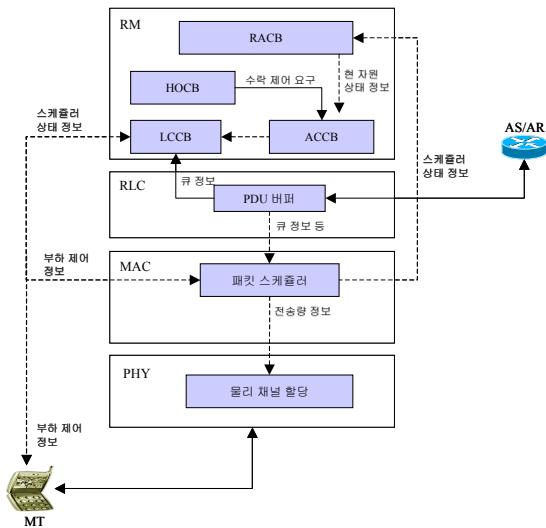 RM
RACB
HOCB
수락 제어 요구
현 자원
상태 정보
스케쥴러
상태 정보
LCCB
ACCB
AS/AR
스케쥴러
상태 정보
RLC
큐 정보
PDU 버퍼
큐 정보 등
부하 제어
정보
MAC
패킷 스케쥴러
전송량 정보
PHY
물리 채널 할당
부하 제어
정보
MT